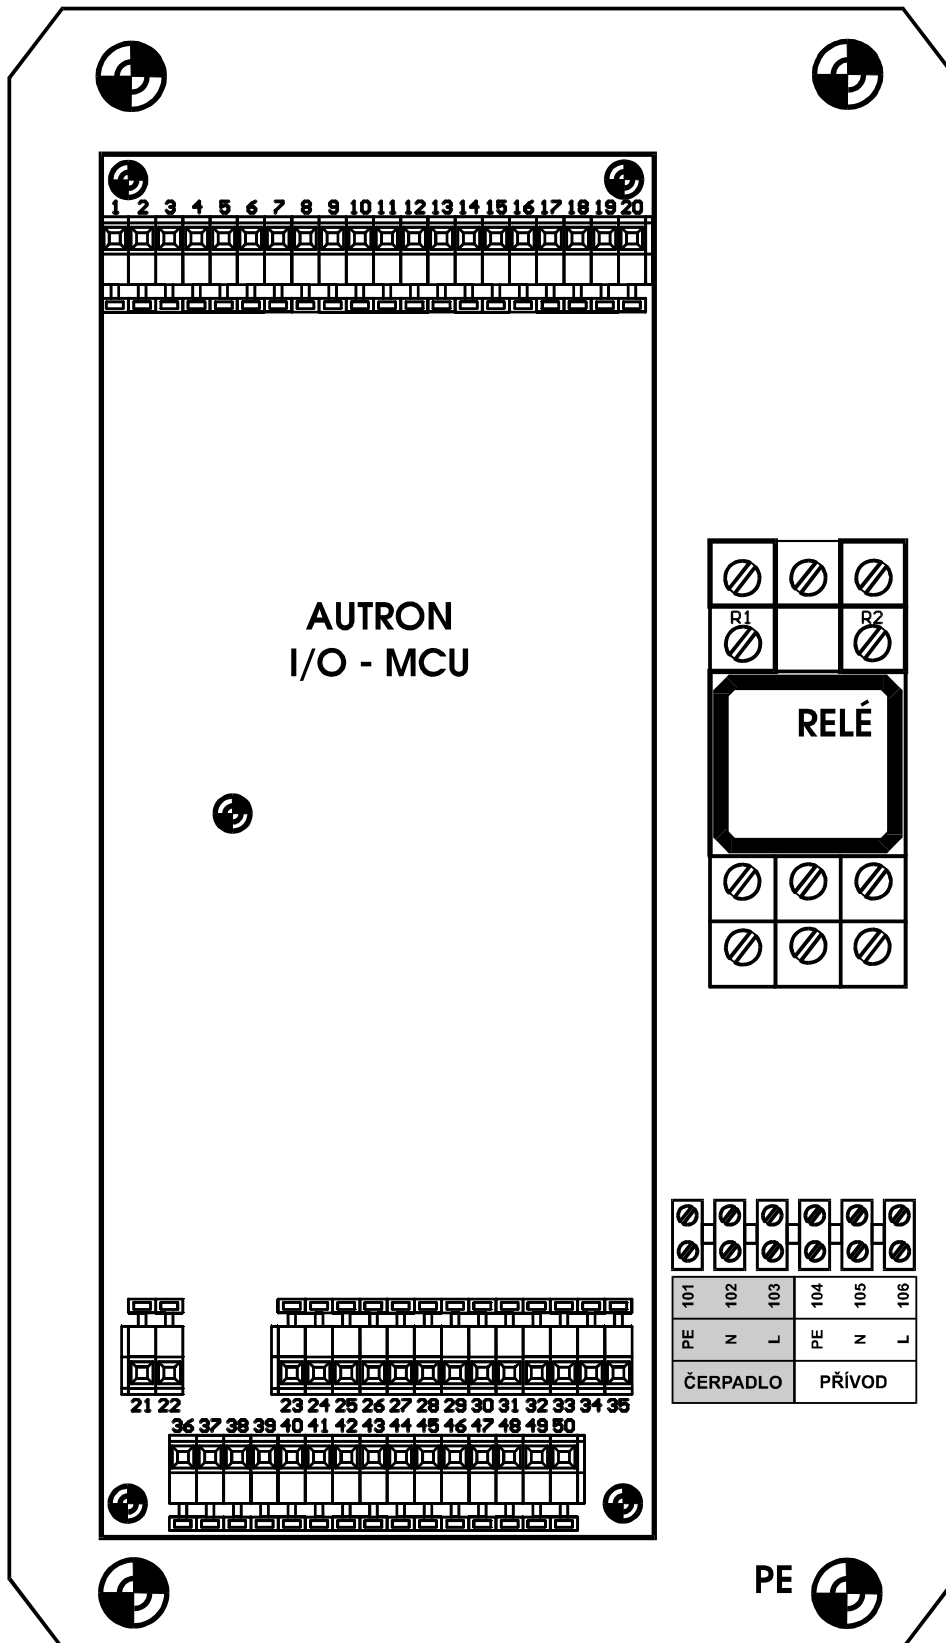 1 2 3 4 5 6 7 8 9 10 11 12 13 14 15 16 17 18 19 20
AUTRON
I/O - MCU
R1 R2
RELÉ
101 102 103 104 105 106
PE N L PE N L
ČERPADLO PŘÍVOD
21 22 23 24 25 26 27 28 29 30 31 32 33 34 35
36 37 38 39 40 41 42 43 44 45 46 47 48 49 50
PE